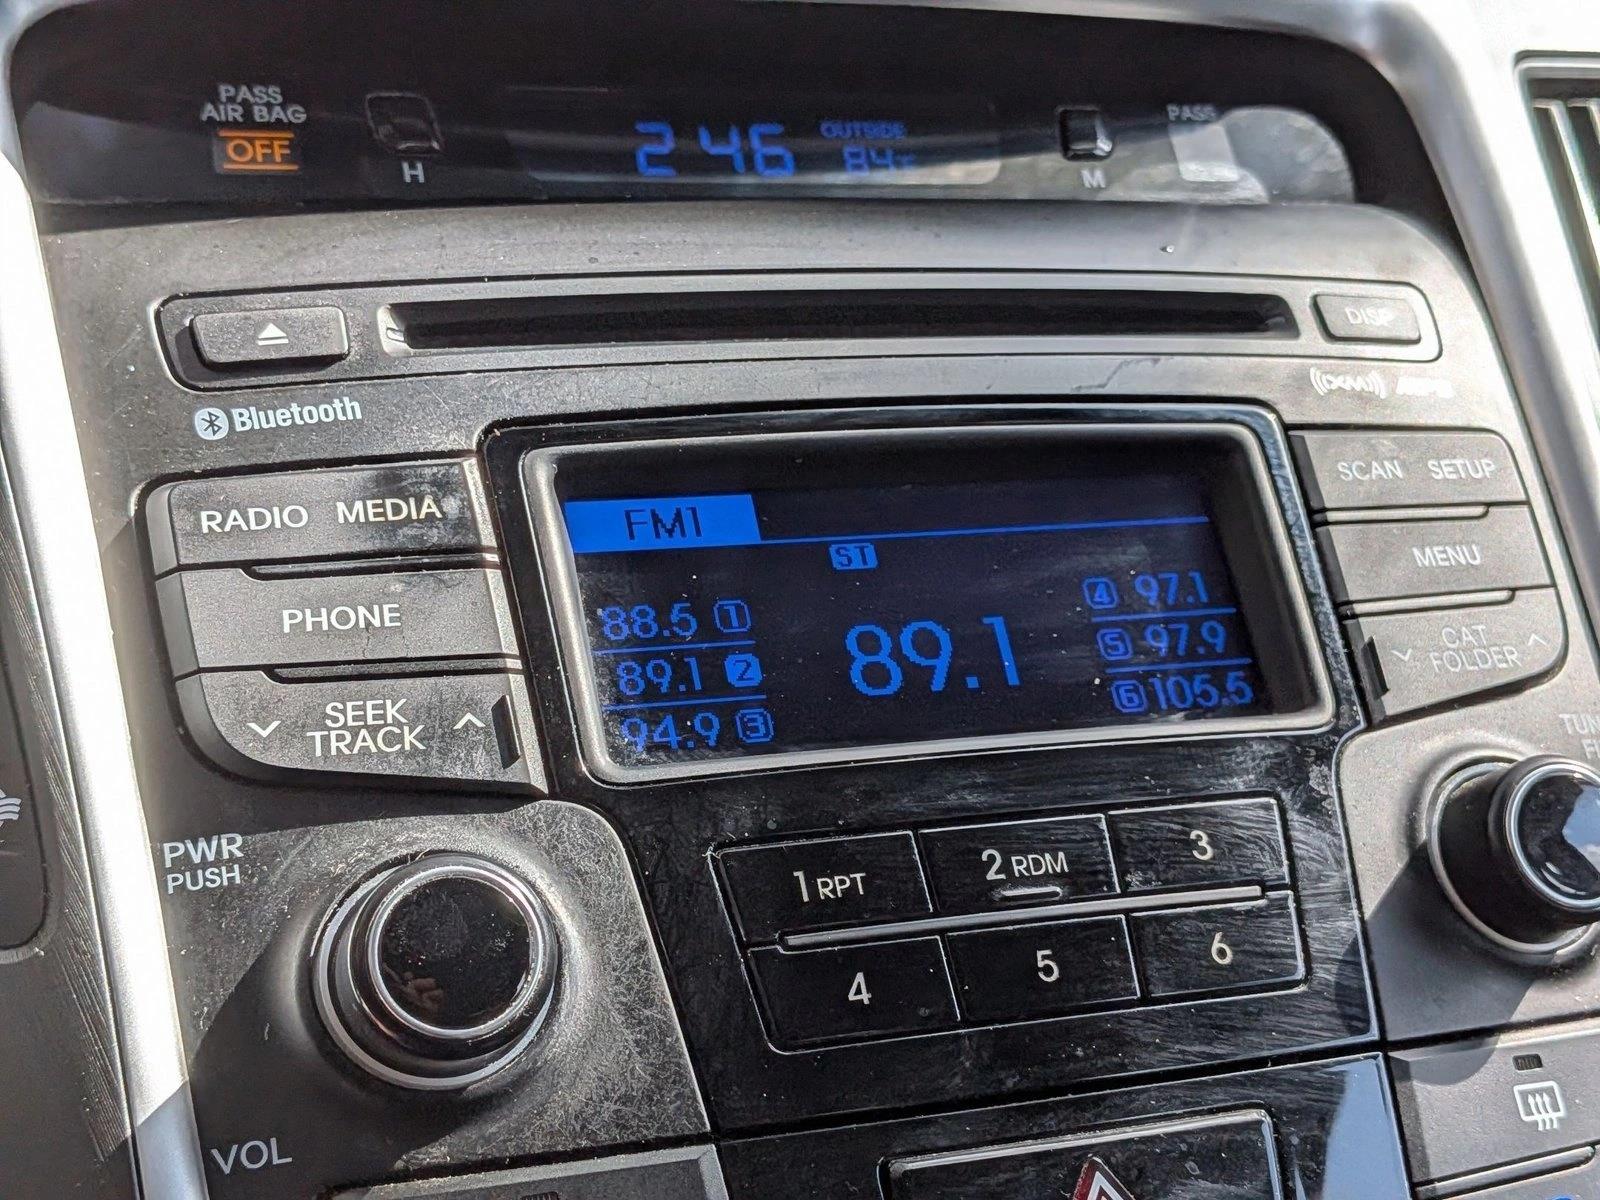 PASS
AIR BAG
OFF
H
2 46
OUTSIDE
84°F
M
PASS
DISP
Bluetooth
((XM))
RADIO MEDIA
PHONE
SEEK
TRACK
FM1
ST
88.5 1
89.1 2
94.9 3
89.1
4 97.1
5 97.9
6 105.5
SCAN SETUP
MENU
CAT
FOLDER
PWR
PUSH
VOL
1 RPT
2 RDM
3
4
5
6